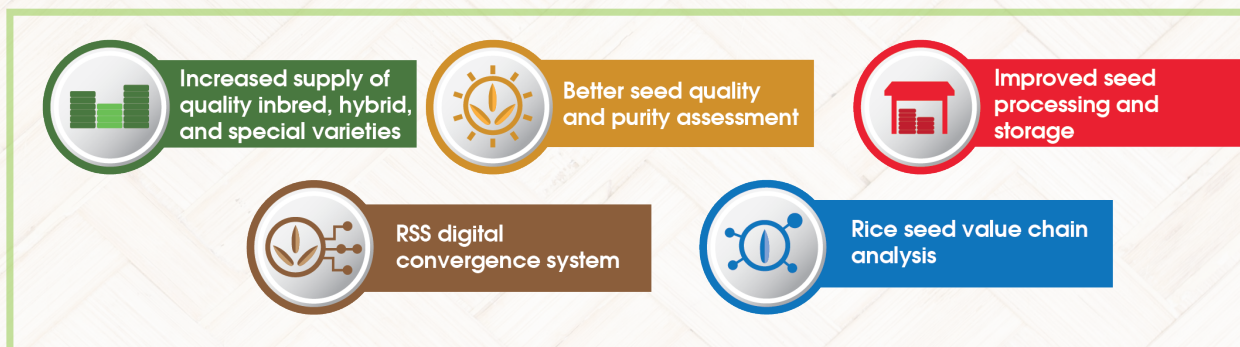 Increased supply of
quality inbred, hybrid,
and special varieties
Better seed quality
and purity assessment
Improved seed
processing and
storage
RSS digital
convergence system
Rice seed value chain
analysis